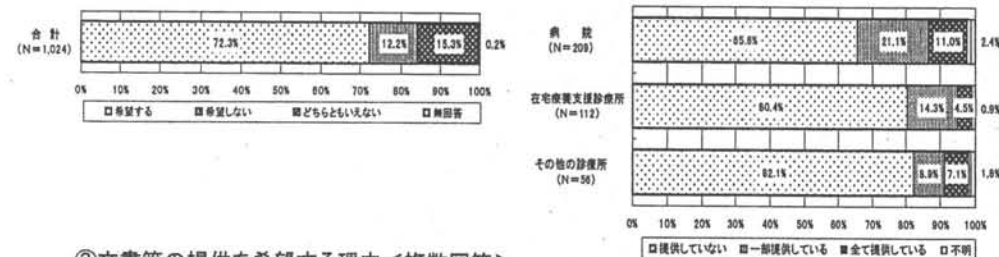 合計
(N=1,024)
72.3%
12.2%
15.3%
0.2%
0% 10% 20% 30% 40% 50% 60% 70% 80% 90% 100%
希望する 希望しない どちらともいえない 無回答
病院
(N=209)
65.6%
21.1%
11.0%
2.4%
在宅療養支援診療所
(N=112)
80.4%
14.3%
4.5%
0.9%
その他の診療所
(N=56)
82.1%
8.9%
7.1%
1.8%
0% 10% 20% 30% 40% 50% 60% 70% 80% 90% 100%
提供していない 一部提供している 全て提供している 不明